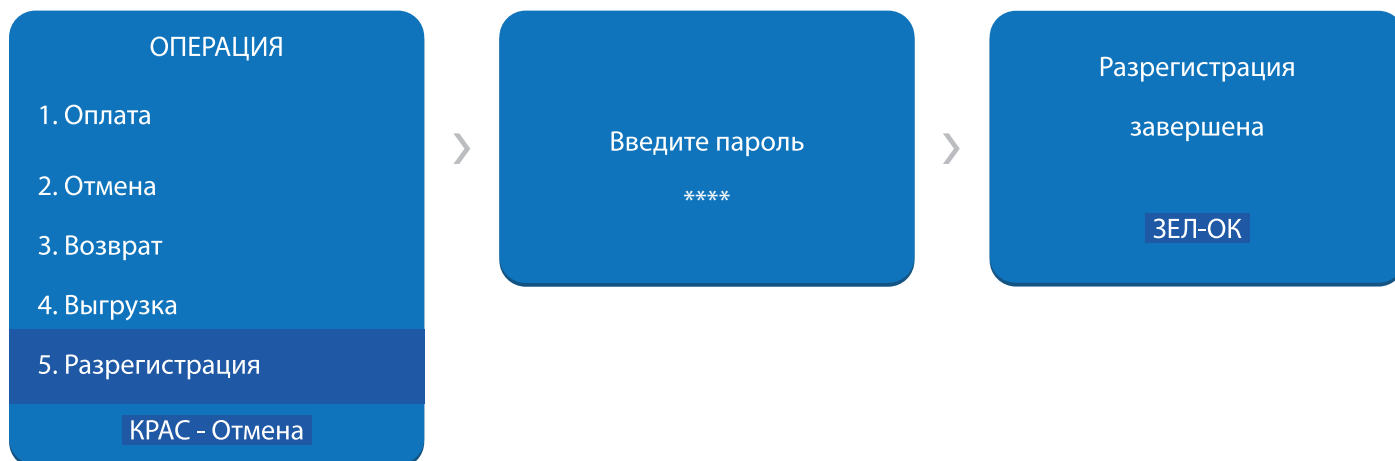 ОПЕРАЦИЯ
1. Оплата
2. Отмена
3. Возврат
4. Выгрузка
5. Разрегистрация
КРАС - Отмена
Введите пароль
****
Разрегистрация
завершена
ЗЕЛ-ОК